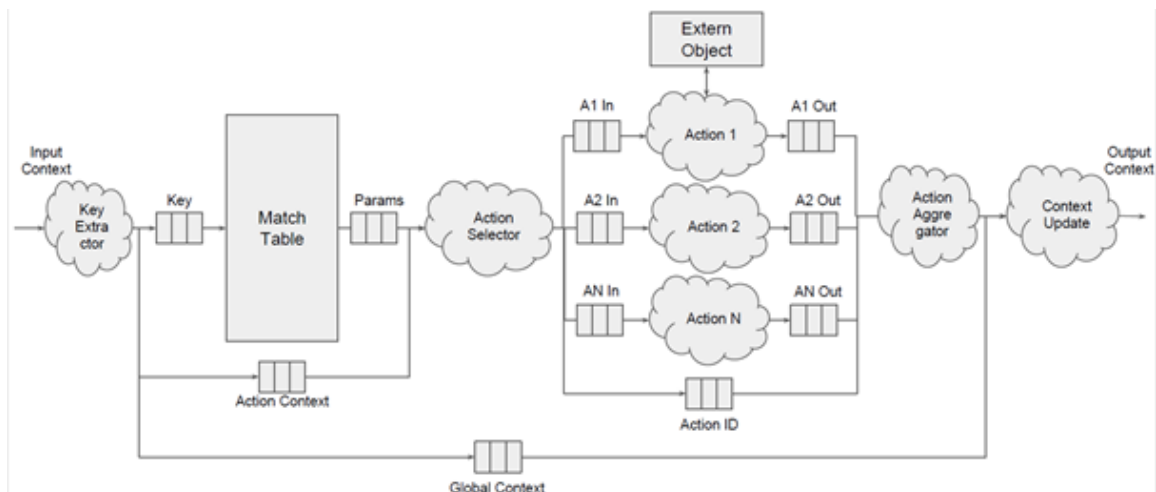 Extern
Object
A1 In
Action 1
A1 Out
Input
Context
Key
Extra
ctor
Key
Match
Table
Params
Action
Selector
A2 In
Action 2
A2 Out
Action
Aggre
gator
Context
Update
Output
Context
AN In
Action N
AN Out
Action Context
Action ID
Global Context